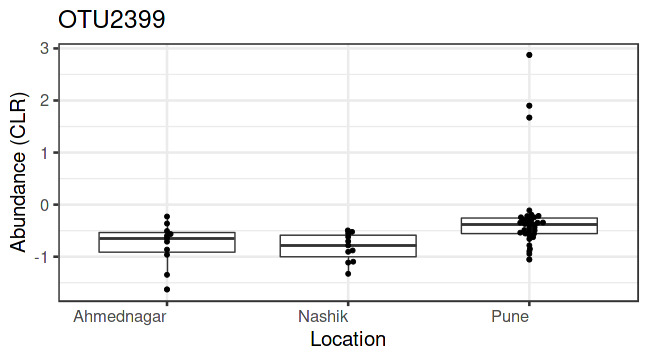 OTU2399
3
2
1
0
-1
Abundance (CLR)
Ahmednagar
Nashik
Pune
Location